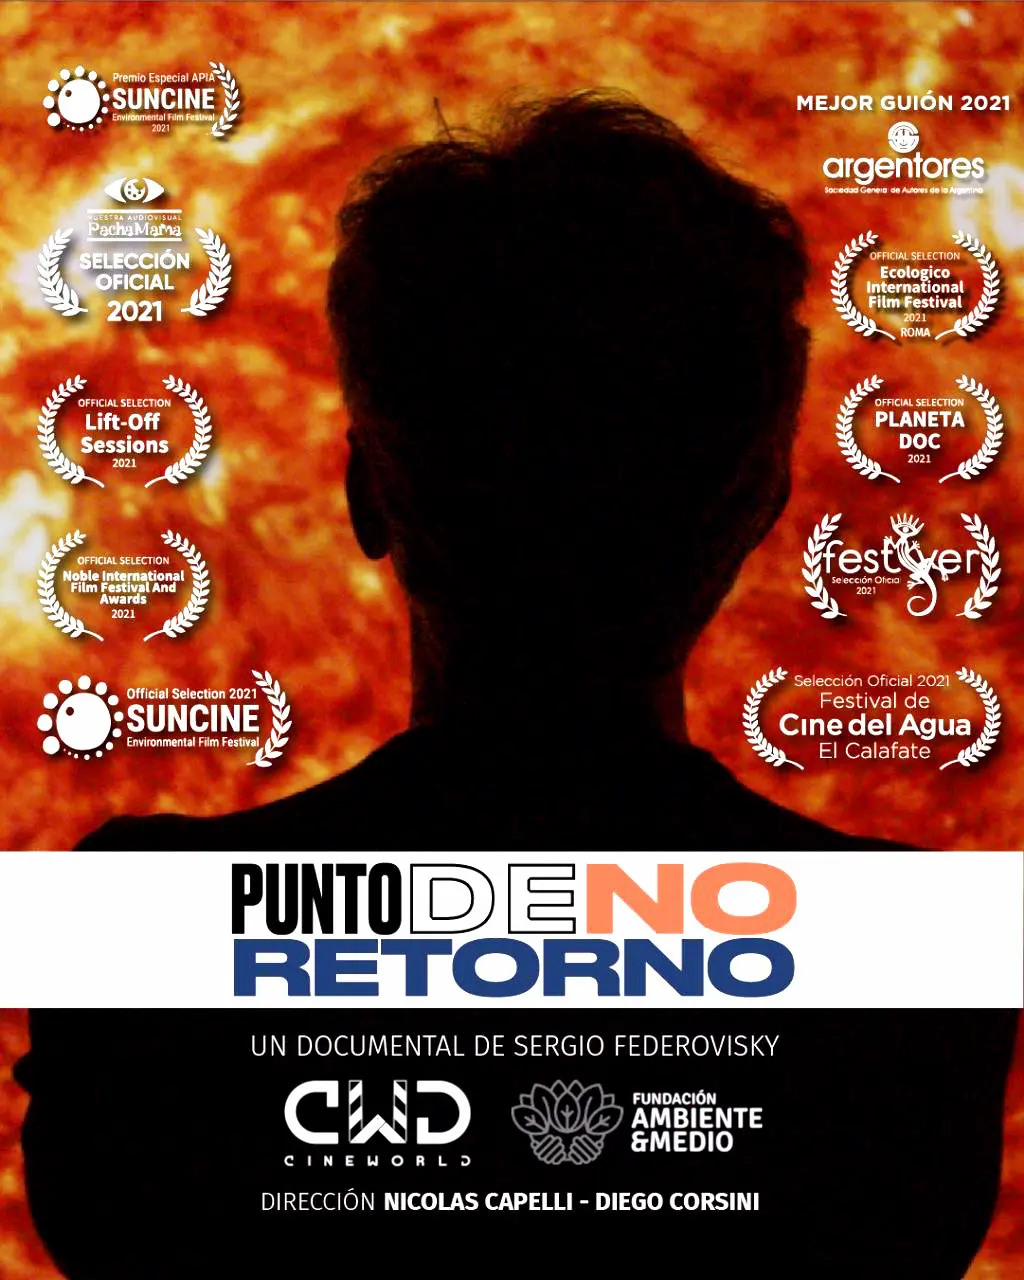 Premio Especial APIA
SUNCINE
Environmental Film Festival
2021
MUESTRA AUDIOVISUAL
PachaMama
SELECCIÓN
OFICIAL
2021
OFFICIAL SELECTION
Lift-Off
Sessions
2021
OFFICIAL SELECTION
Noble International
Film Festival And
Awards
2021
Official Selection 2021
SUNCINE
Environmental Film Festival
MEJOR GUIÓN 2021
argentores
Sociedad General de Autores de la Argentina
OFFICIAL SELECTION
Ecologico
International
Film Festival
2021
ROMA
OFFICIAL SELECTION
PLANETA
DOC
2021
festver
Selección Oficial
2021
Selección Oficial 2021
Festival de
Cine del Agua
El Calafate
PUNTO DE NO
RETORNO
UN DOCUMENTAL DE SERGIO FEDEROVISKY
CWD
CINEWORLD
FUNDACIÓN
AMBIENTE
&MEDIO
DIRECCIÓN NICOLAS CAPELLI - DIEGO CORSINI